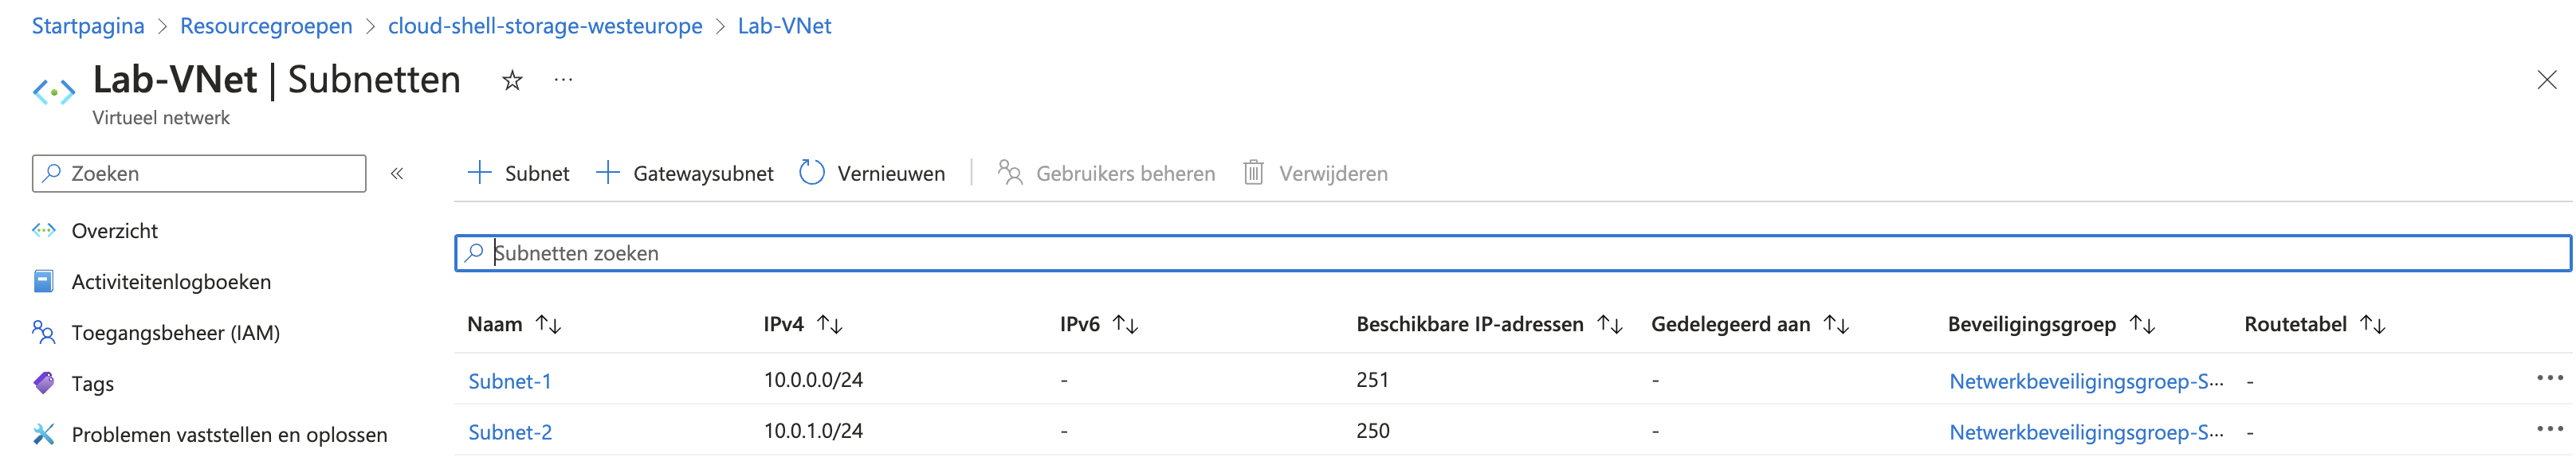 Startpagina > Resourcegroepen > cloud-shell-storage-westeurope > Lab-VNet
Lab-VNet | Subnetten
Virtueel netwerk
Zoeken
Subnet Gatewaysubnet Vernieuwen Gebruikers beheren Verwijderen
Overzicht
Subnetten zoeken
Activiteitenlogboeken
Naam IPv4 IPv6 Beschikbare IP-adressen Gedelegeerd aan Beveiligingsgroep Routetabel
Toegangsbeheer (IAM)
Tags
Subnet-1 10.0.0.0/24 - 251 - Netwerkbeveiligingsgroep-S... -
Problemen vaststellen en oplossen
Subnet-2 10.0.1.0/24 - 250 - Netwerkbeveiligingsgroep-S... -